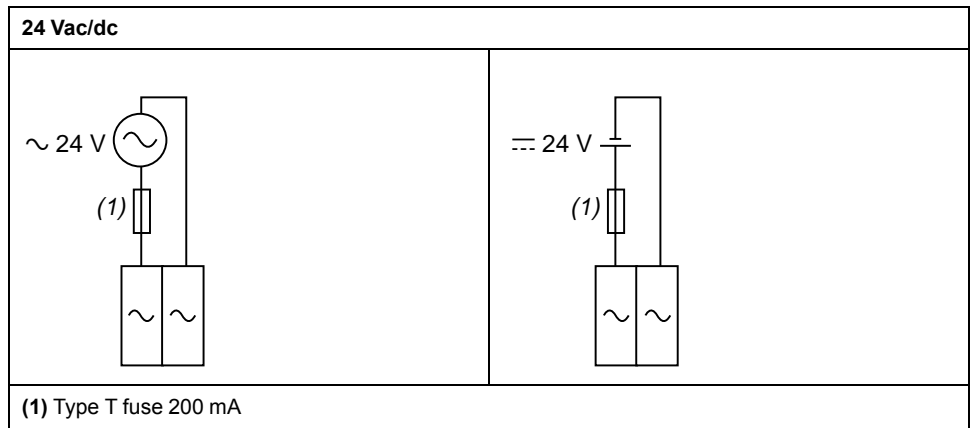 24 Vac/dc
~ 24 V
(1)
⎓ 24 V
(1)
(1) Type T fuse 200 mA